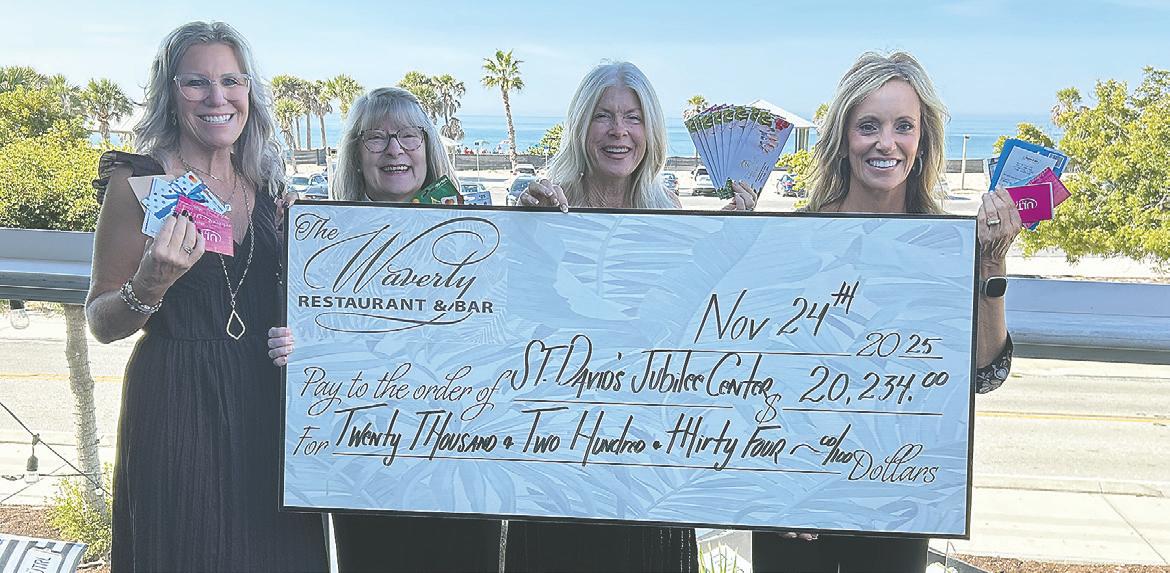 The
Waverly
RESTAURANT & BAR
Nov 24TH 2025
Pay to the order of ST. David's Jubilee Center $ 20,234.00
For Twenty Thousand & Two Hundred & Thirty Four ~ 00/100 Dollars